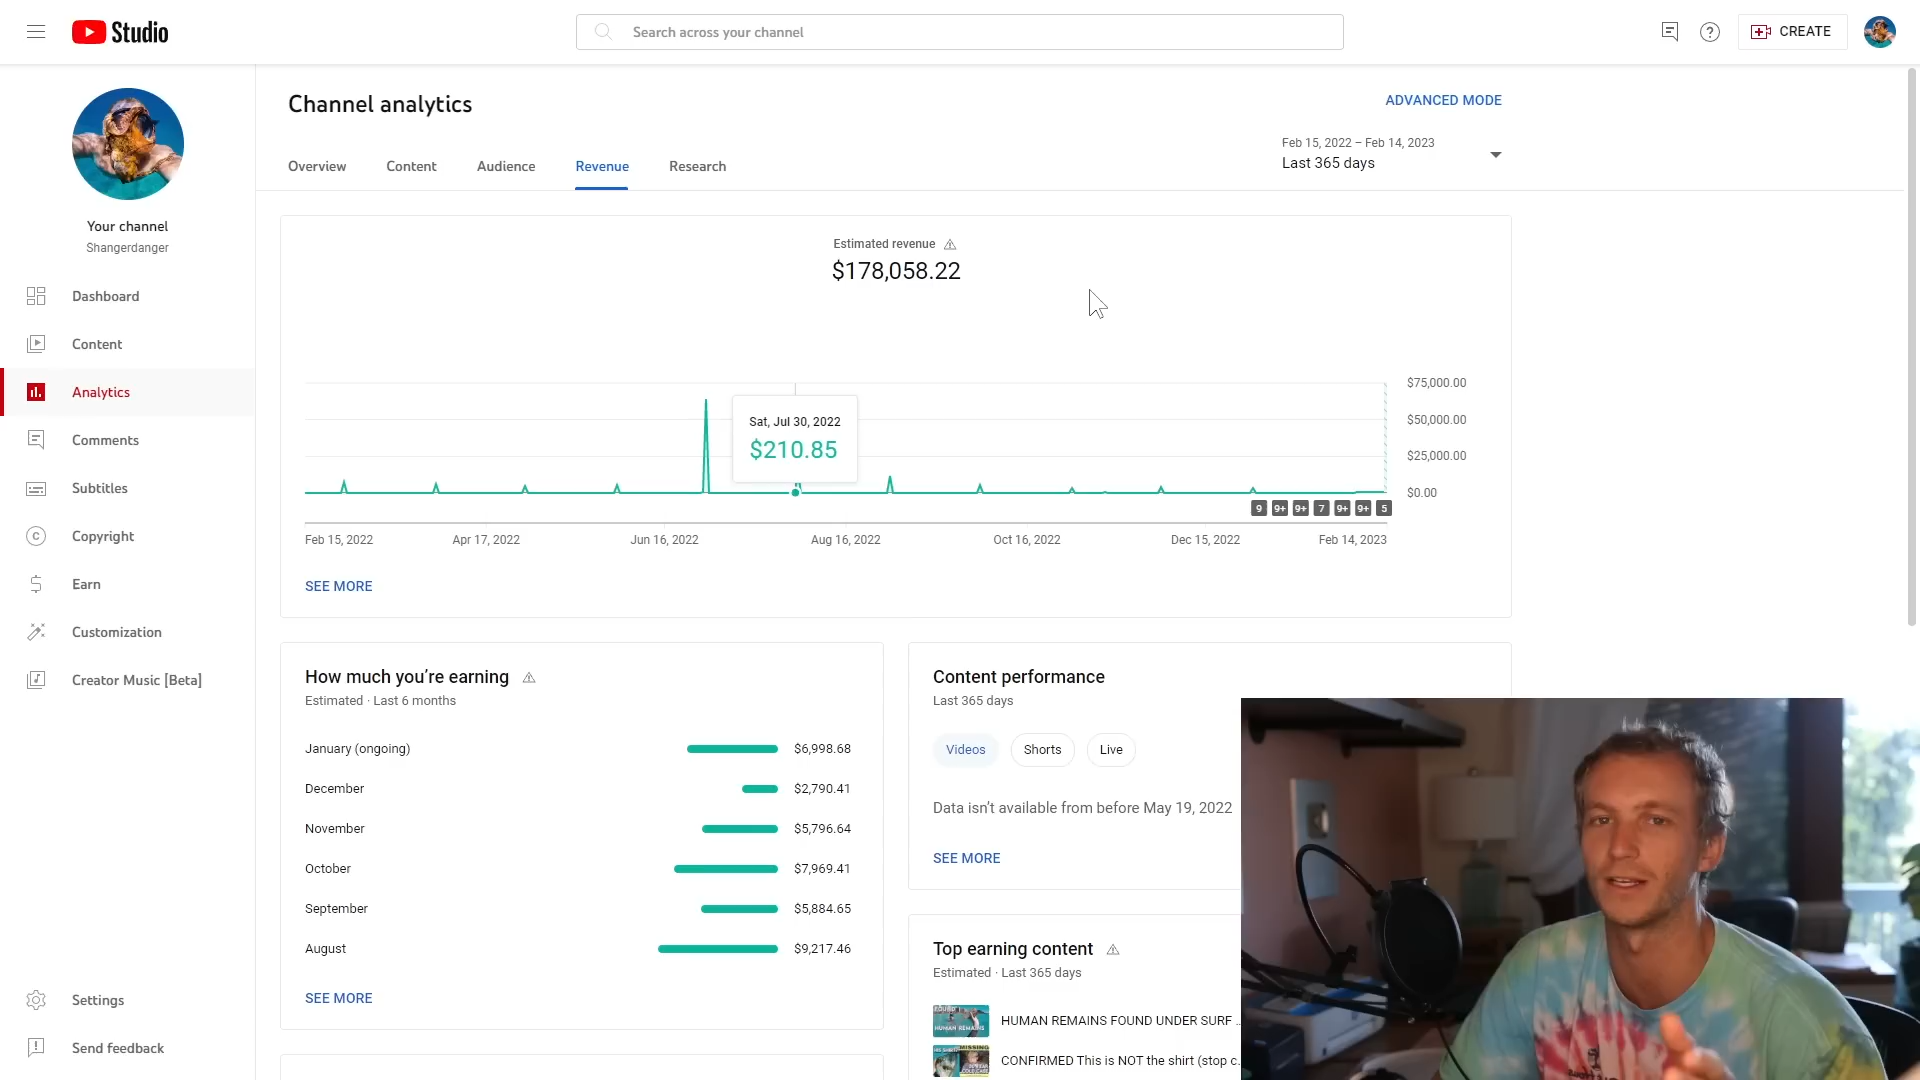 Studio
Search across your channel
CREATE
Your channel
Shangerdanger
Dashboard
Content
Analytics
Comments
Subtitles
Copyright
Earn
Customization
Creator Music [Beta]
Settings
Send feedback
Channel analytics
ADVANCED MODE
Overview
Content
Audience
Revenue
Research
Feb 15, 2022 – Feb 14, 2023
Last 365 days
Estimated revenue
$178,058.22
Sat, Jul 30, 2022
$210.85
$75,000.00
$50,000.00
$25,000.00
$0.00
9 9+ 9+ 7 9+ 9+ 5
Feb 15, 2022
Apr 17, 2022
Jun 16, 2022
Aug 16, 2022
Oct 16, 2022
Dec 15, 2022
Feb 14, 2023
SEE MORE
How much you’re earning
Estimated · Last 6 months
January (ongoing) $6,998.68
December $2,790.41
November $5,796.64
October $7,969.41
September $5,884.65
August $9,217.46
SEE MORE
Content performance
Last 365 days
Videos
Shorts
Live
Data isn’t available from before May 19, 2022
SEE MORE
Top earning content
Estimated · Last 365 days
HUMAN REMAINS
HUMAN REMAINS FOUND UNDER SURF ...
MISSING
CONFIRMED This is NOT the shirt (stop c...